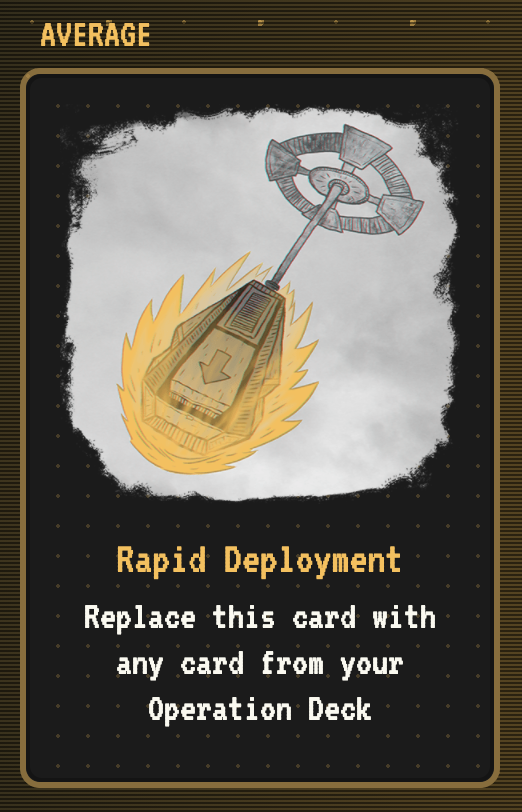 AVERAGE
Rapid Deployment
Replace this card with
any card from your
Operation Deck